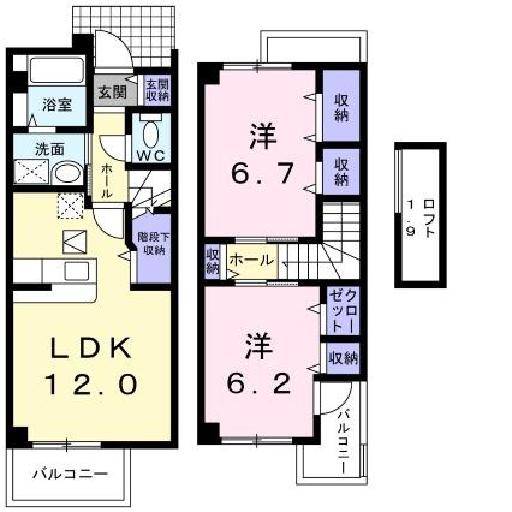 玄関
玄関
収納
浴室
洗面
WC
ホール
階段下
収納
LDK
12.0
バルコニー
洋
6.7
収納
収納
収納
ホール
洋
6.2
クロー
ゼット
収納
バルコニー
ロフト
1.9